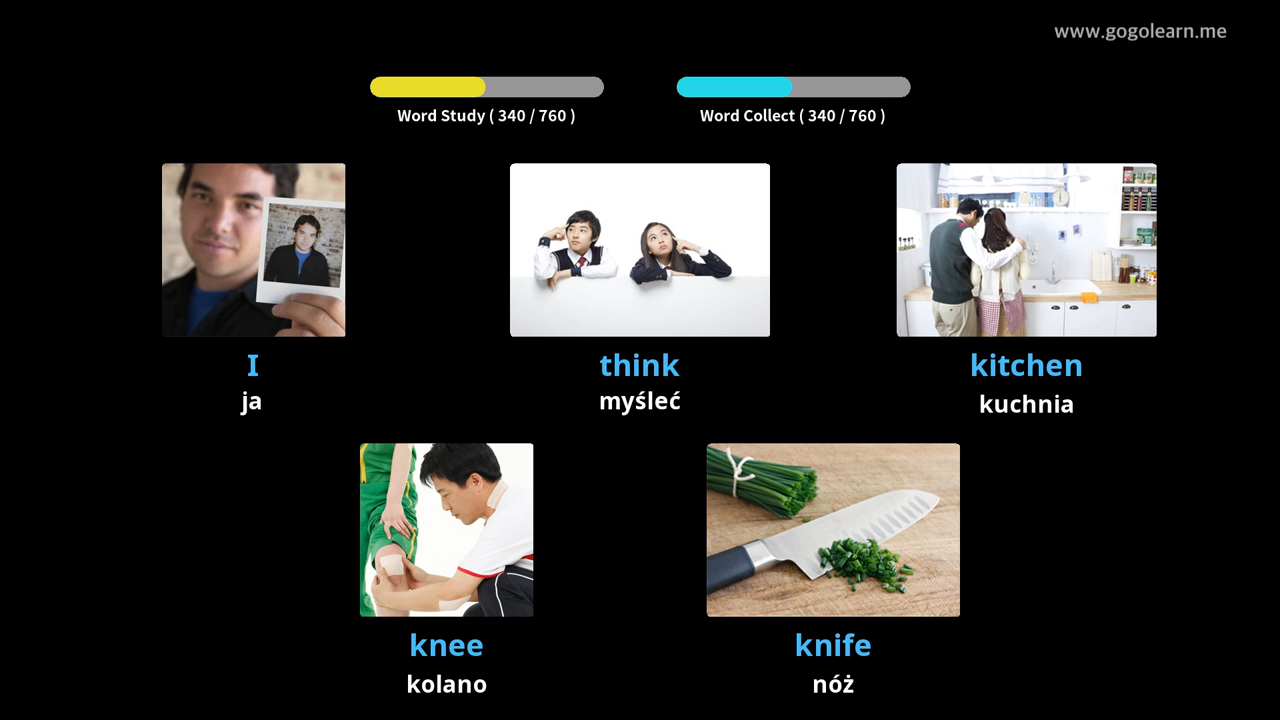 www.gogolearn.me
Word Study ( 340 / 760 )
Word Collect ( 340 / 760 )
I
ja
think
myśleć
kitchen
kuchnia
knee
kolano
knife
nóż